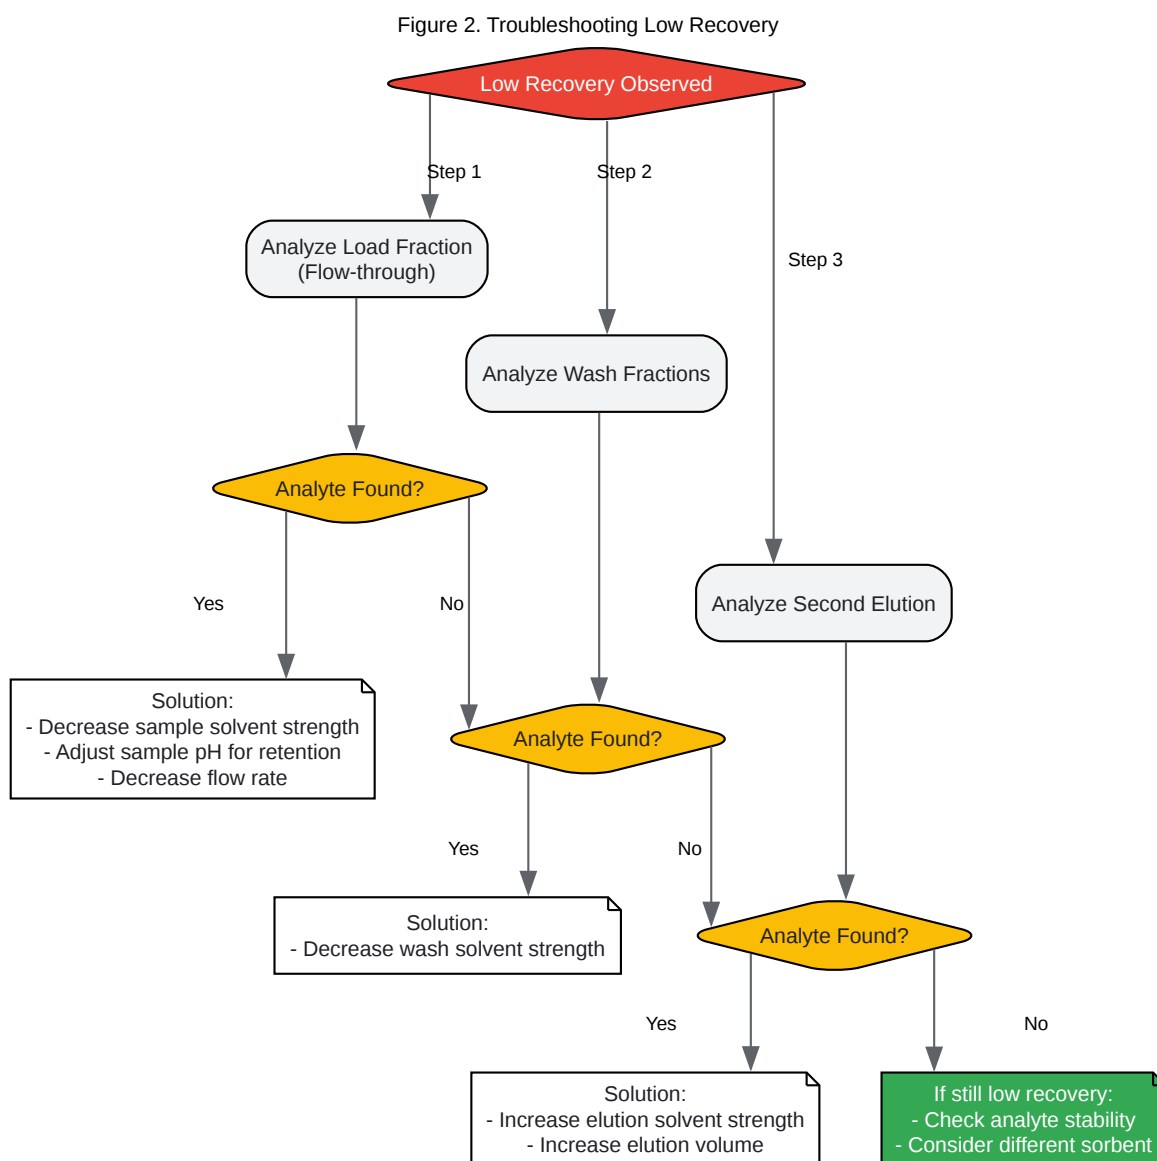 Figure 2. Troubleshooting Low Recovery
Low Recovery Observed
Step 1
Step 2
Step 3
Analyze Load Fraction
(Flow-through)
Analyze Wash Fractions
Analyte Found?
Analyze Second Elution
Yes
No
Solution:
- Decrease sample solvent strength
- Adjust sample pH for retention
- Decrease flow rate
Analyte Found?
Yes
No
Solution:
- Decrease wash solvent strength
Analyte Found?
Yes
No
Solution:
- Increase elution solvent strength
- Increase elution volume
If still low recovery:
- Check analyte stability
- Consider different sorbent